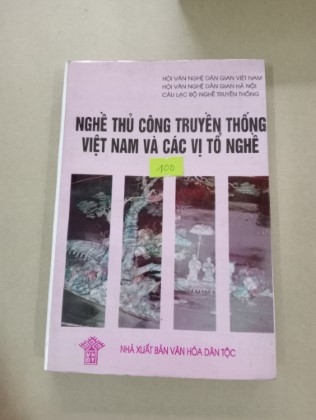 HỘI VĂN NGHỆ DÂN GIAN VIỆT NAM
HỘI VĂN NGHỆ DÂN GIAN HÀ NỘI
CÂU LẠC BỘ NGHỀ TRUYỀN THỐNG
NGHỀ THỦ CÔNG TRUYỀN THỐNG
VIỆT NAM VÀ CÁC VỊ TỔ NGHỀ
100
NHÀ XUẤT BẢN VĂN HÓA DÂN TỘC